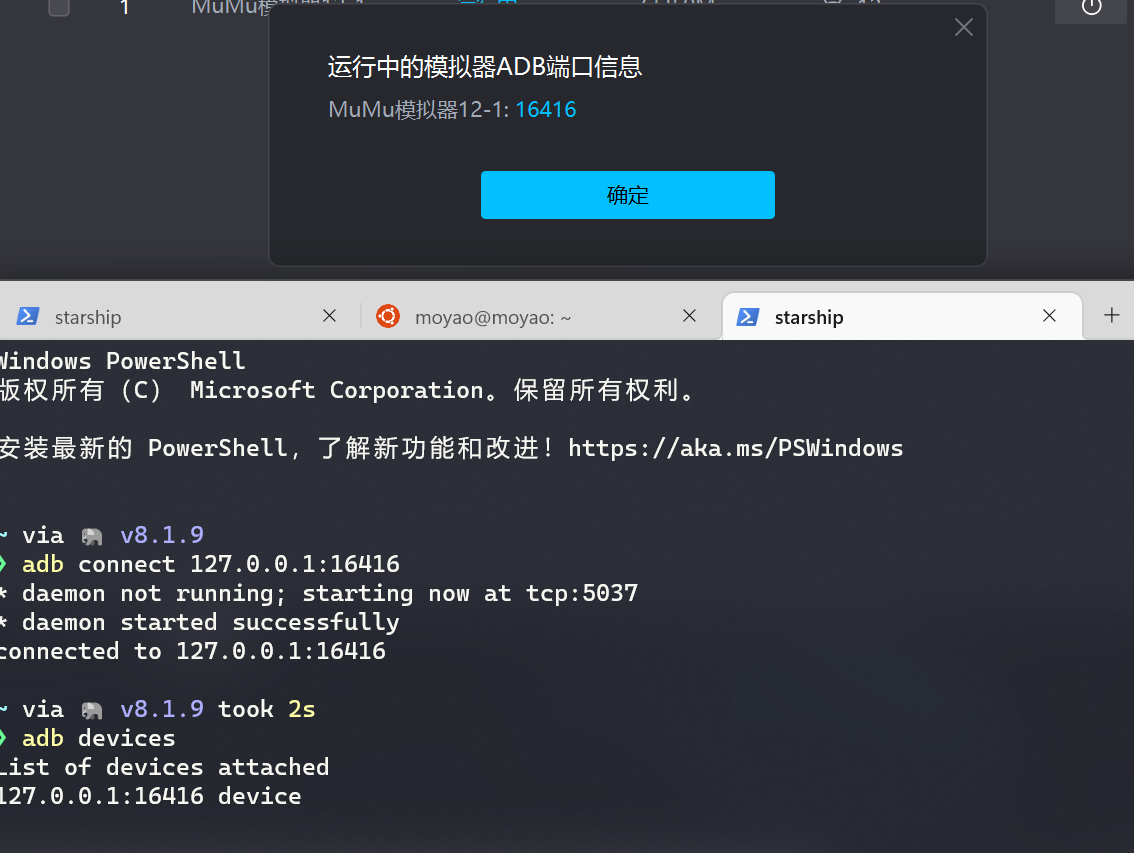 1 MuMu模
运行中的模拟器ADB端口信息
MuMu模拟器12-1: 16416
确定
starship
moyao@moyao: ~
starship
Windows PowerShell
版权所有 (C) Microsoft Corporation。保留所有权利。
安装最新的 PowerShell，了解新功能和改进！https://aka.ms/PSWindows
~ via v8.1.9
❯ adb connect 127.0.0.1:16416
* daemon not running; starting now at tcp:5037
* daemon started successfully
connected to 127.0.0.1:16416
~ via v8.1.9 took 2s
❯ adb devices
List of devices attached
127.0.0.1:16416 device